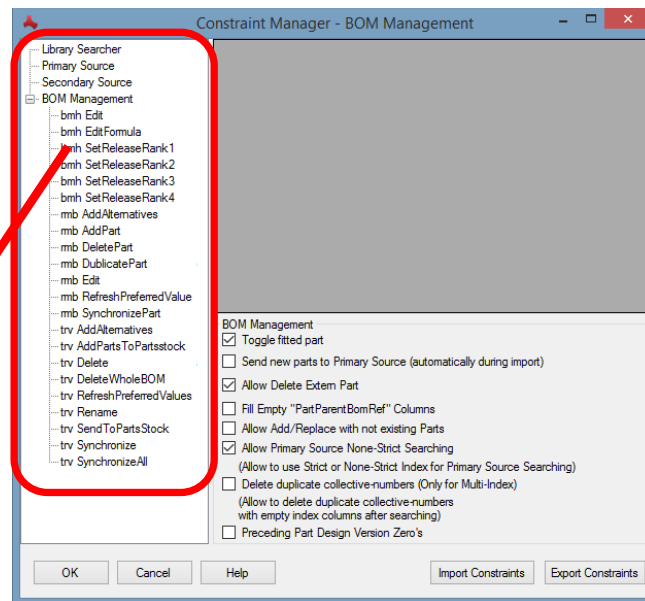 Constraint Manager - BOM Management
Library Searcher
Primary Source
Secondary Source
BOM Management
bmh Edit
bmh EditFormula
bmh SetReleaseRank1
bmh SetReleaseRank2
bmh SetReleaseRank3
bmh SetReleaseRank4
rmb AddAlternatives
rmb AddPart
rmb DeletePart
rmb DublicatePart
rmb Edit
rmb RefreshPreferredValue
rmb SynchronizePart
trv AddAlternatives
trv AddPartsToPartsstock
trv Delete
trv DeleteWholeBOM
trv RefreshPreferredValues
trv Rename
trv SendToPartsStock
trv Synchronize
trv SynchronizeAll
BOM Management
Toggle fitted part
Send new parts to Primary Source (automatically during import)
Allow Delete Extern Part
Fill Empty "PartParentBomRef" Columns
Allow Add/Replace with not existing Parts
Allow Primary Source None-Strict Searching
(Allow to use Strict or None-Strict Index for Primary Source Searching)
Delete duplicate collective-numbers (Only for Multi-Index)
(Allow to delete duplicate collective-numbers
with empty index columns after searching)
Preceding Part Design Version Zero's
OK Cancel Help Import Constraints Export Constraints